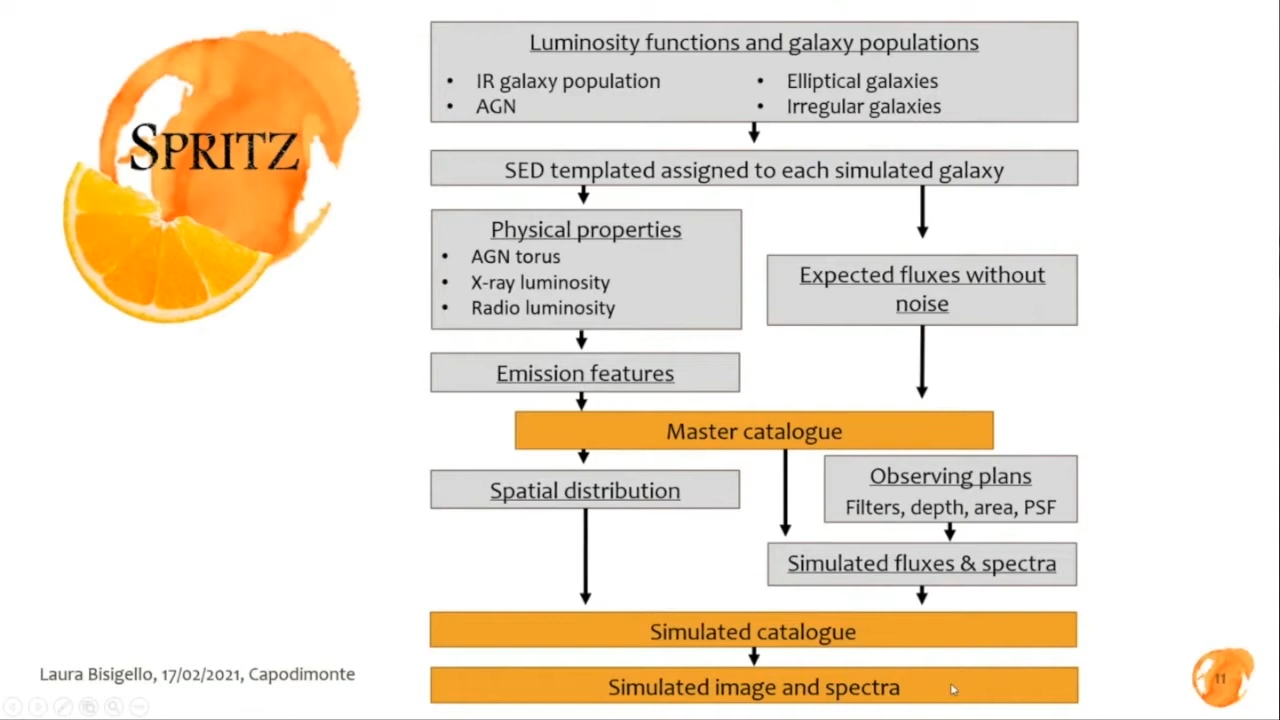 SPRITZ
Luminosity functions and galaxy populations
• IR galaxy population
• AGN
• Elliptical galaxies
• Irregular galaxies
SED templated assigned to each simulated galaxy
Physical properties
• AGN torus
• X-ray luminosity
• Radio luminosity
Expected fluxes without
noise
Emission features
Master catalogue
Spatial distribution
Observing plans
Filters, depth, area, PSF
Simulated fluxes & spectra
Simulated catalogue
Simulated image and spectra
Laura Bisigello, 17/02/2021, Capodimonte
11